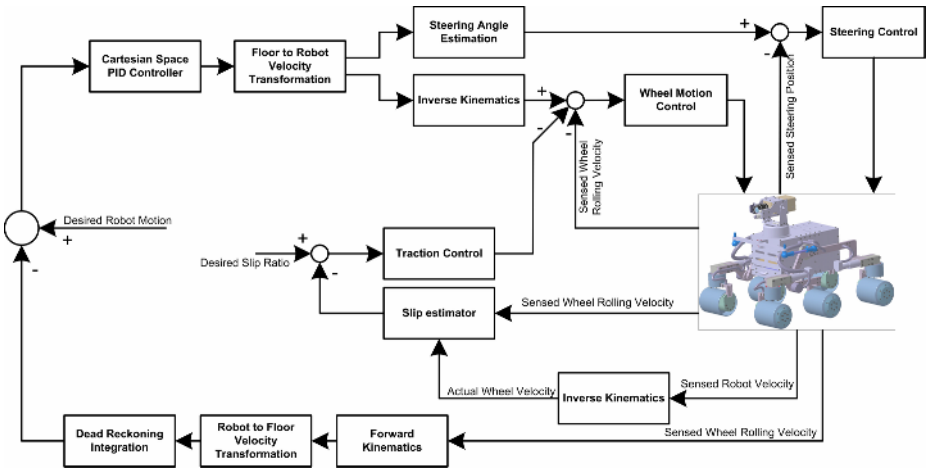 Steering Angle
Estimation
+
-
Steering Control
Cartesian Space
PID Controller
Floor to Robot
Velocity
Transformation
Inverse Kinematics
+
-
-
Wheel Motion
Control
Sensed Steering Position
Sensed Wheel
Rolling Velocity
Desired Robot Motion
+
-
Desired Slip Ratio
+
-
Traction Control
Slip estimator
Sensed Wheel Rolling Velocity
Actual Wheel Velocity
Inverse Kinematics
Sensed Robot Velocity
Dead Reckoning
Integration
Robot to Floor
Velocity
Transformation
Forward
Kinematics
Sensed Wheel Rolling Velocity